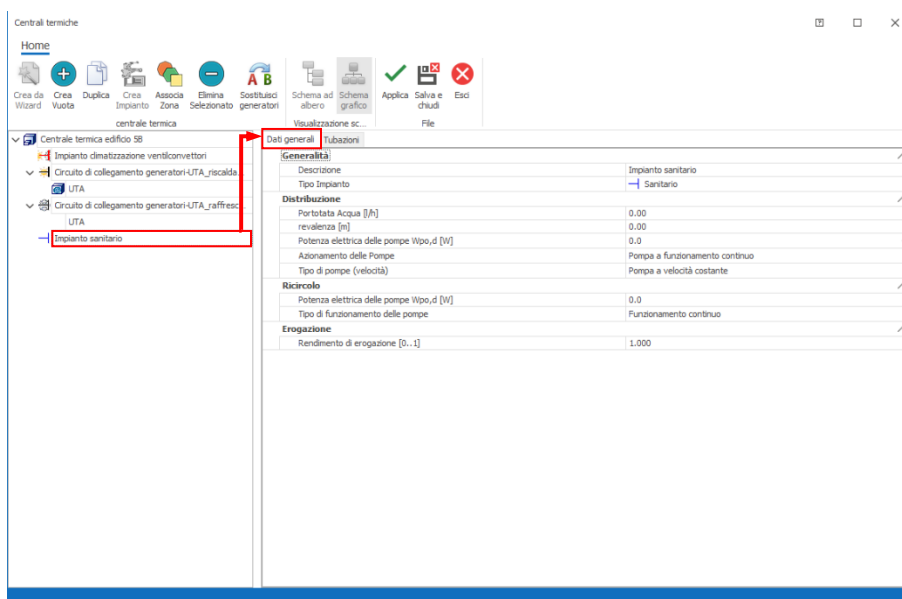 Centrali termiche
Home
Crea da Wizard
Crea Vuota
Duplica
Crea Impianto
Associa Zona
Elimina Selezionato
A B
Sostituisci generatori
Schema ad albero
Schema grafico
Applica
Salva e chiudi
Esci
centrale termica
Visualizzazione sc...
File
Centrale termica edificio 58
Impianto climatizzazione ventilconvettori
Circuito di collegamento generatori-UTA_riscalda...
UTA
Circuito di collegamento generatori-UTA_raffresc...
UTA
Impianto sanitario
Dati generali
Tubazioni
Generalità
Descrizione Impianto sanitario
Tipo Impianto Sanitario
Distribuzione
Portotata Acqua [l/h] 0.00
revalenza [m] 0.00
Potenza elettrica delle pompe Wpo,d [W] 0.0
Azionamento delle Pompe Pompa a funzionamento continuo
Tipo di pompe (velocità) Pompa a velocità costante
Ricircolo
Potenza elettrica delle pompe Wpo,d [W] 0.0
Tipo di funzionamento delle pompe Funzionamento continuo
Erogazione
Rendimento di erogazione [0..1] 1.000